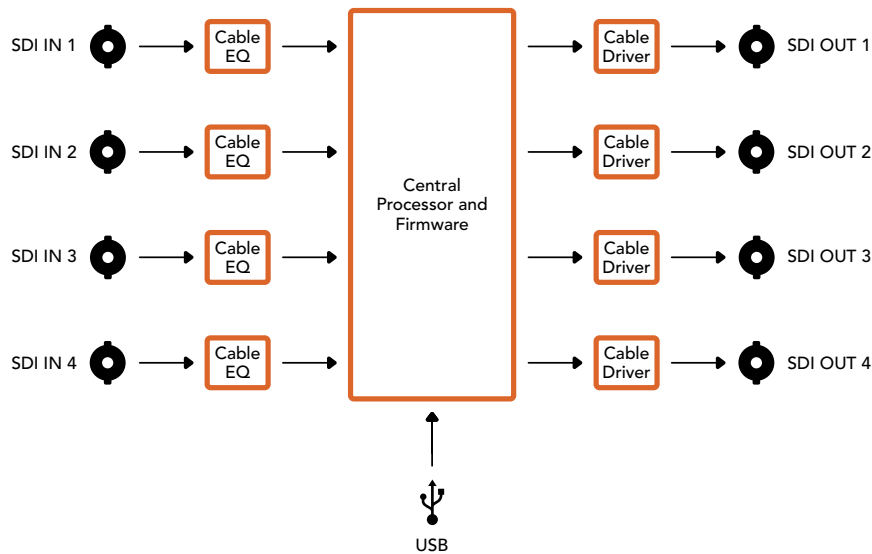 SDI IN 1
Cable
EQ
Cable
Driver
SDI OUT 1
SDI IN 2
Cable
EQ
Cable
Driver
SDI OUT 2
Central
Processor and
Firmware
SDI IN 3
Cable
EQ
Cable
Driver
SDI OUT 3
SDI IN 4
Cable
EQ
Cable
Driver
SDI OUT 4
USB